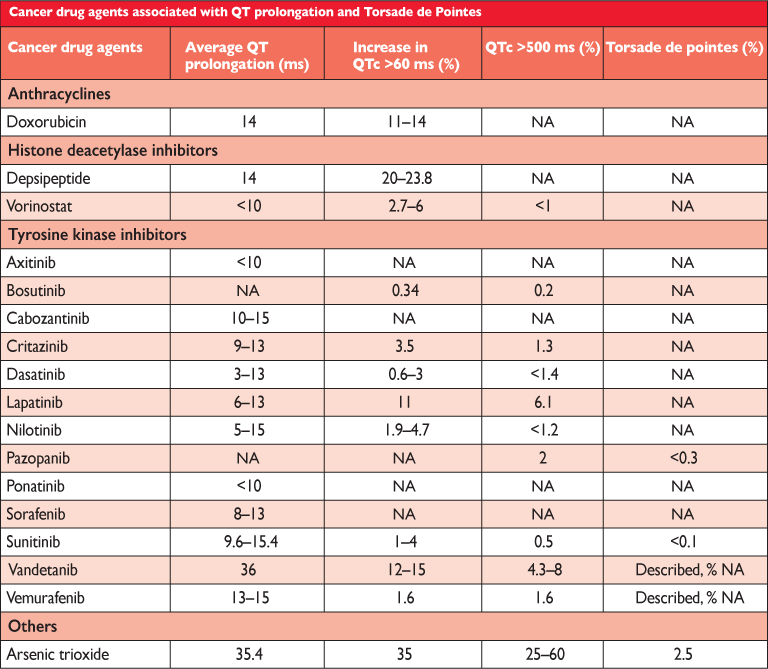 Cancer drug agents associated with QT prolongation and Torsade de Pointes
Cancer drug agents Average QT prolongation (ms) Increase in QTc >60 ms (%) QTc >500 ms (%) Torsade de pointes (%)
Anthracyclines
Doxorubicin 14 11–14 NA NA
Histone deacetylase inhibitors
Depsipeptide 14 20–23.8 NA NA
Vorinostat <10 2.7–6 <1 NA
Tyrosine kinase inhibitors
Axitinib <10 NA NA NA
Bosutinib NA 0.34 0.2 NA
Cabozantinib 10–15 NA NA NA
Critazinib 9–13 3.5 1.3 NA
Dasatinib 3–13 0.6–3 <1.4 NA
Lapatinib 6–13 11 6.1 NA
Nilotinib 5–15 1.9–4.7 <1.2 NA
Pazopanib NA NA 2 <0.3
Ponatinib <10 NA NA NA
Sorafenib 8–13 NA NA NA
Sunitinib 9.6–15.4 1–4 0.5 <0.1
Vandetanib 36 12–15 4.3–8 Described, % NA
Vemurafenib 13–15 1.6 1.6 Described, % NA
Others
Arsenic trioxide 35.4 35 25–60 2.5